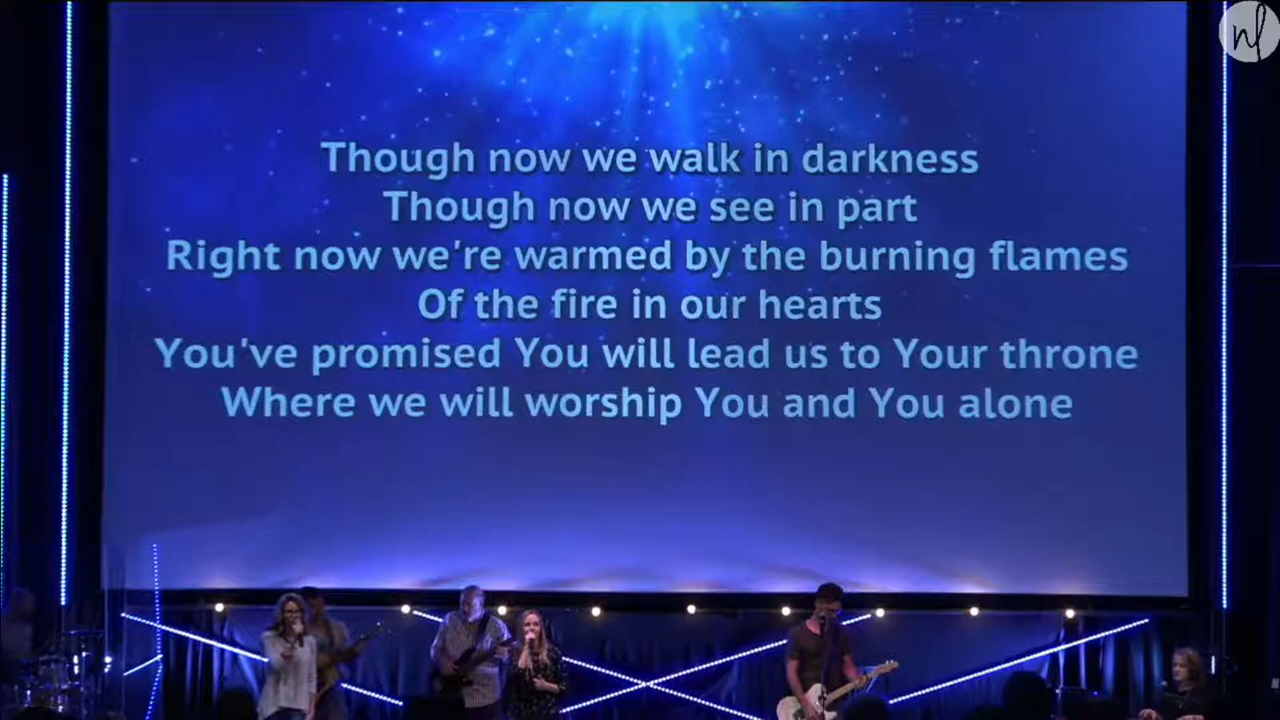 nl
Though now we walk in darkness
Though now we see in part
Right now we're warmed by the burning flames
Of the fire in our hearts
You've promised You will lead us to Your throne
Where we will worship You and You alone